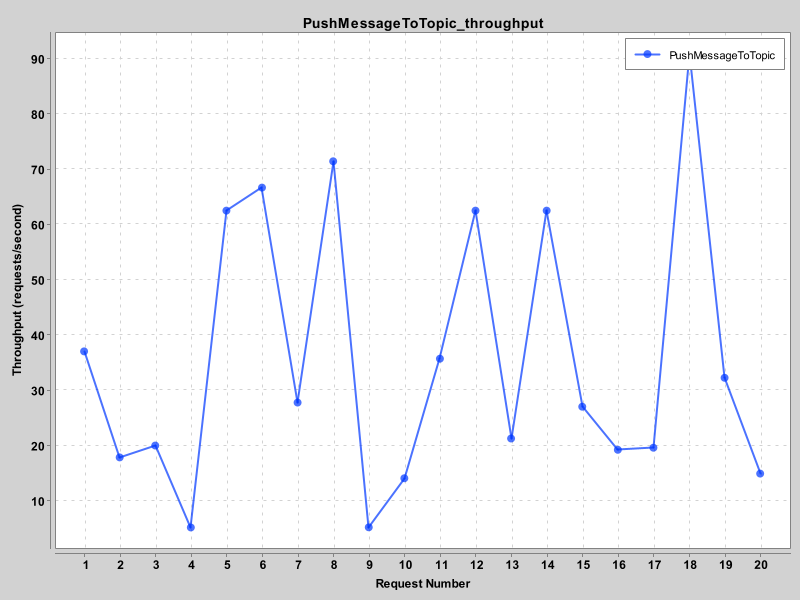 PushMessageToTopic_throughput
PushMessageToTopic
Throughput (requests/second)
90
80
70
60
50
40
30
20
10
1 2 3 4 5 6 7 8 9 10 11 12 13 14 15 16 17 18 19 20
Request Number